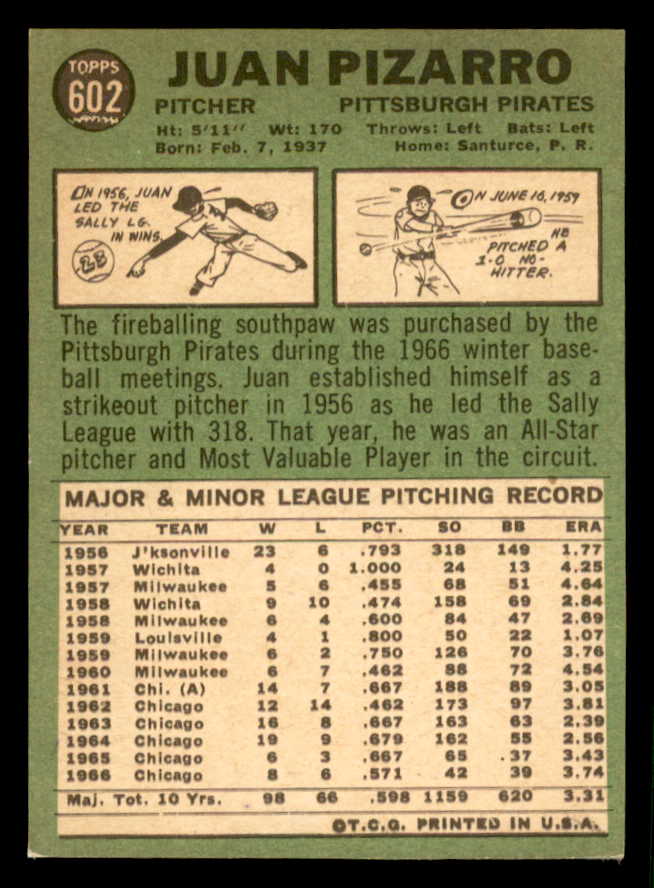 TOPPS
602
JUAN PIZARRO
PITCHER PITTSBURGH PIRATES
Ht: 5'11" Wt: 170 Throws: Left Bats: Left
Born: Feb. 7, 1937 Home: Santurce, P. R.
ON 1956, JUAN
LED THE
SALLY LG.
IN WINS.
23
ON JUNE 16, 1959
HE
PITCHED A
1-0 NO-
HITTER.
The fireballing southpaw was purchased by the
Pittsburgh Pirates during the 1966 winter base-
ball meetings. Juan established himself as a
strikeout pitcher in 1956 as he led the Sally
League with 318. That year, he was an All-Star
pitcher and Most Valuable Player in the circuit.
MAJOR & MINOR LEAGUE PITCHING RECORD
YEAR TEAM W L PCT. SO BB ERA
1956 J'ksonville 23 6 .793 318 149 1.77
1957 Wichita 4 0 1.000 24 13 4.25
1957 Milwaukee 5 6 .455 68 51 4.64
1958 Wichita 9 10 .474 158 69 2.84
1958 Milwaukee 6 4 .600 84 47 2.69
1959 Louisville 4 1 .800 50 22 1.07
1959 Milwaukee 6 2 .750 126 70 3.76
1960 Milwaukee 6 7 .462 88 72 4.54
1961 Chi. (A) 14 7 .667 188 89 3.05
1962 Chicago 12 14 .462 173 97 3.81
1963 Chicago 16 8 .667 163 63 2.39
1964 Chicago 19 9 .679 162 55 2.56
1965 Chicago 6 3 .667 65 .37 3.43
1966 Chicago 8 6 .571 42 39 3.74
Maj. Tot. 10 Yrs. 98 66 .598 1159 620 3.31
©T.C.G. PRINTED IN U.S.A.